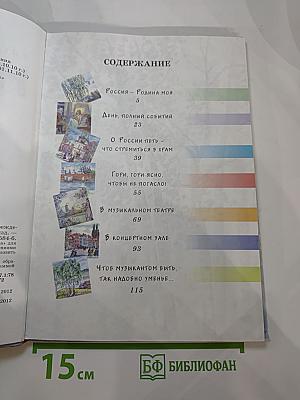 СОДЕРЖАНИЕ
Россия — Родина моя
5
День, полный событий
23
О России петь –
что стремиться в храм
39
Гори, гори ясно,
чтобы не погасло!
55
В музыкальном театре
69
В концертном зале
93
Чтоб музыкантом быть,
так надобно уменье...
115
2012
2012
15 см
БФ БИБЛИОФАН